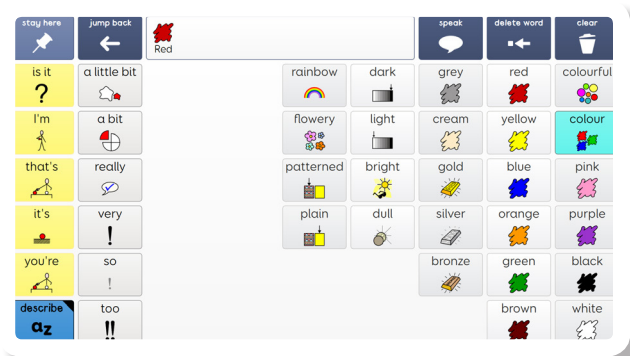 stay here jump back speak delete word clear
Red
is it a little bit rainbow dark grey red colourful
?
I'm a bit flowery light cream yellow colour
that's really patterned bright gold blue pink
it's very plain dull silver orange purple
!
you're so bronze green black
!
describe too brown white
az !!